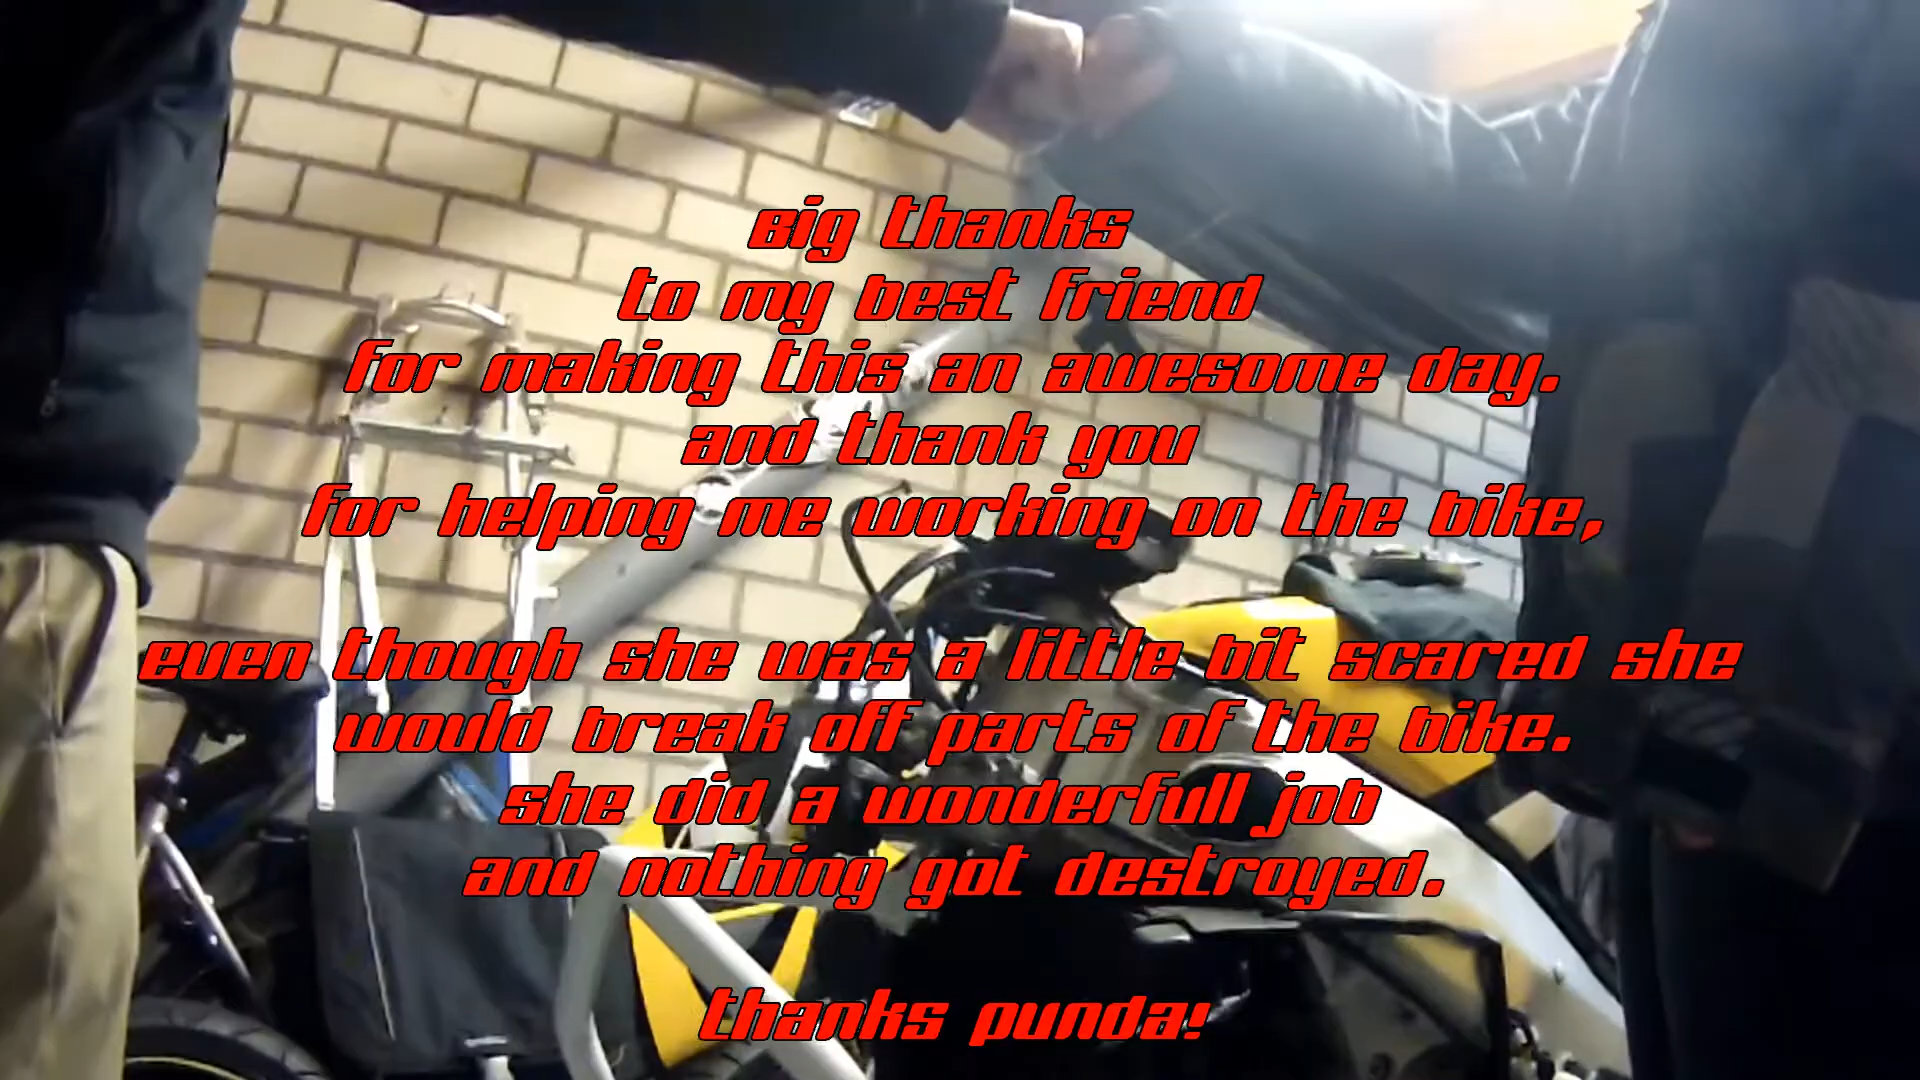 Big thanks
to my best friend
for making this an awesome day.
and thank you
for helping me working on the bike,
even though she was a little bit scared she
would break off parts of the bike.
she did a wonderfull job
and nothing got destroyed.
thanks punda!